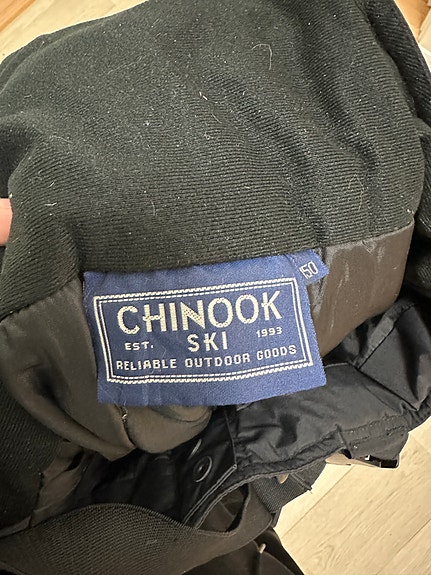 50
CHINOOK
EST. SKI 1993
RELIABLE OUTDOOR GOODS